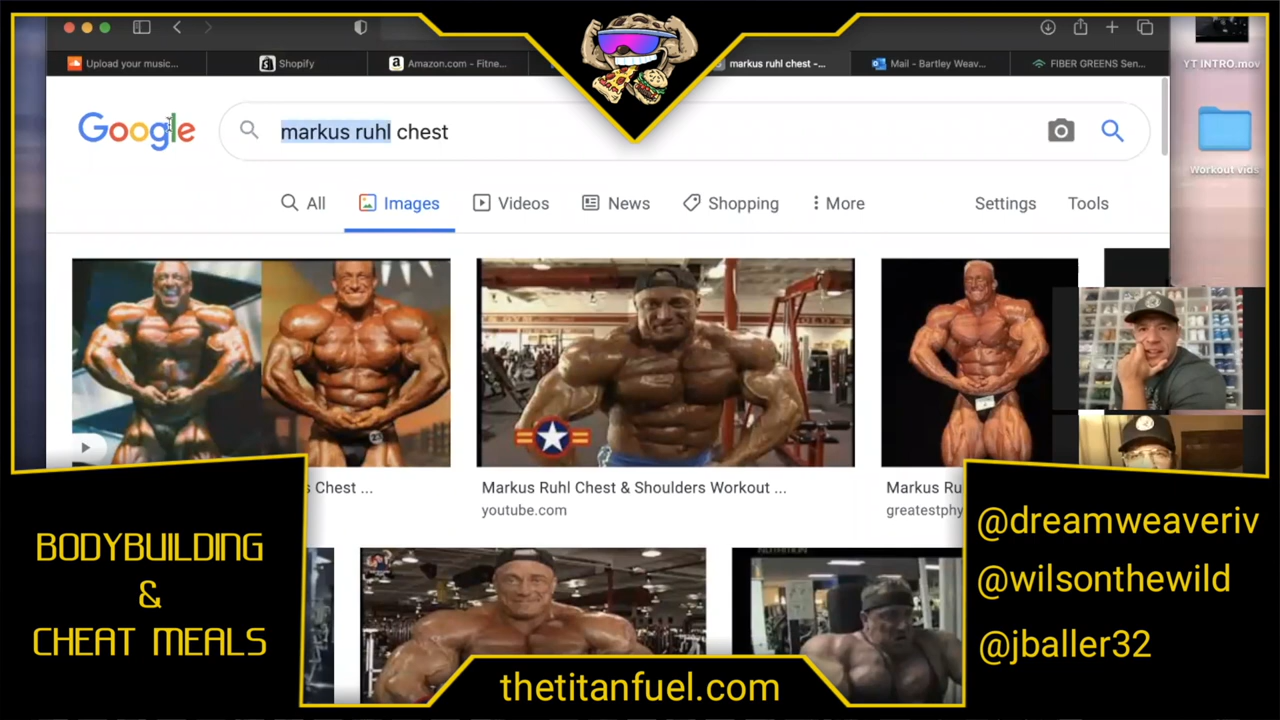 YT INTRO.mov
Upload your music...
Shopify
Amazon.com - Fitne...
markus ruhl chest -...
Mail - Bartley Weav...
FIBER GREENS Sen...
Google
markus ruhl chest
Workout vids
All
Images
Videos
News
Shopping
More
Settings
Tools
s Chest ...
Markus Ruhl Chest & Shoulders Workout ...
youtube.com
Markus Ru
greatestphy
BODYBUILDING
&
CHEAT MEALS
@dreamweaveriv
@wilsonthewild
@jballer32
thetitanfuel.com